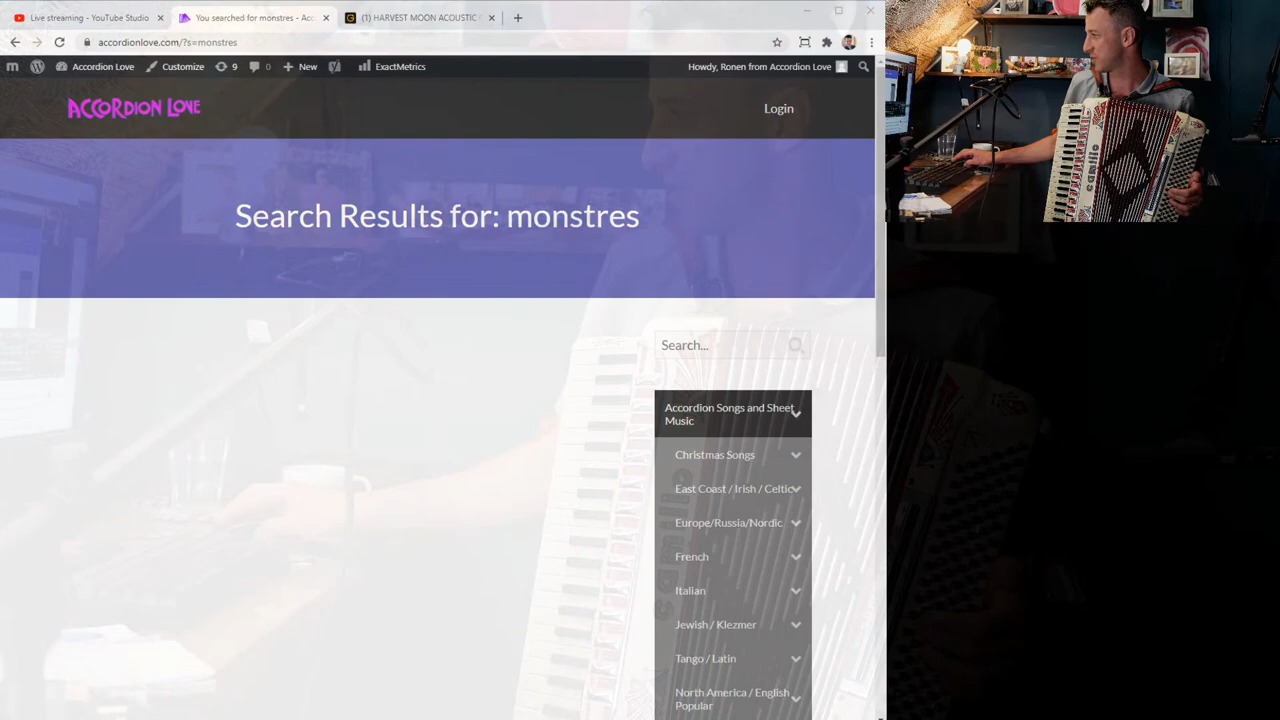 Live streaming - YouTube Studio
You searched for monstres - Acc
(1) HARVEST MOON ACOUSTIC
accordionlove.com/?s=monstres
Accordion Love
Customize
9
0
New
ExactMetrics
Howdy, Ronen from Accordion Love
ACCORDION LOVE
Login
Search Results for: monstres
Search...
Accordion Songs and Sheet
Music
Christmas Songs
East Coast / Irish / Celtic
Europe/Russia/Nordic
French
Italian
Jewish / Klezmer
Tango / Latin
North America / English
Popular